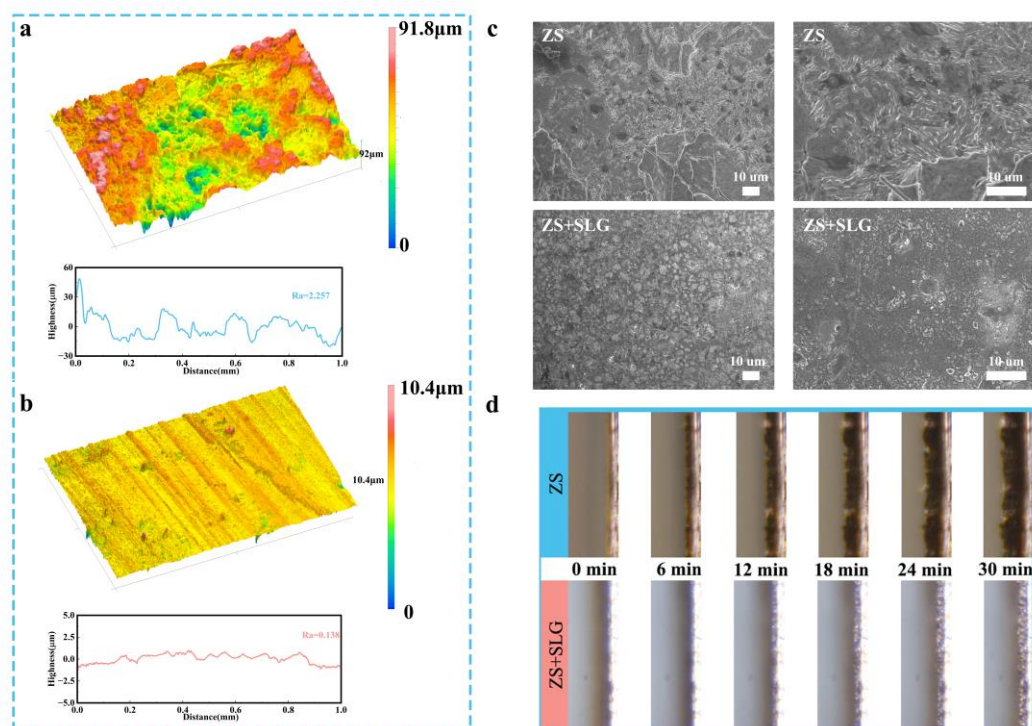 a
91.8μm
92μm
0
60
30
0
−30
Highness(μm)
Ra=2.257
0.0 0.2 0.4 0.6 0.8 1.0
Distance(mm)
b
10.4μm
10.4μm
0
5.0
2.5
0.0
−2.5
−5.0
Highness(μm)
Ra=0.138
0.0 0.2 0.4 0.6 0.8 1.0
Distance(mm)
c
ZS
10 um
ZS
10 um
ZS+SLG
10 um
ZS+SLG
10 um
d
ZS
0 min 6 min 12 min 18 min 24 min 30 min
ZS+SLG